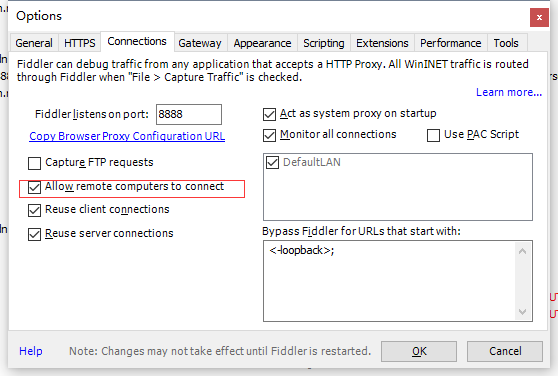 Options
General HTTPS Connections Gateway Appearance Scripting Extensions Performance Tools
Fiddler can debug traffic from any application that accepts a HTTP Proxy. All WinINET traffic is routed
through Fiddler when "File > Capture Traffic" is checked.
Learn more...
Fiddler listens on port: 8888
Copy Browser Proxy Configuration URL
Capture FTP requests
Allow remote computers to connect
Reuse client connections
Reuse server connections
Act as system proxy on startup
Monitor all connections Use PAC Script
DefaultLAN
Bypass Fiddler for URLs that start with:
<-loopback>;
Help Note: Changes may not take effect until Fiddler is restarted. OK Cancel